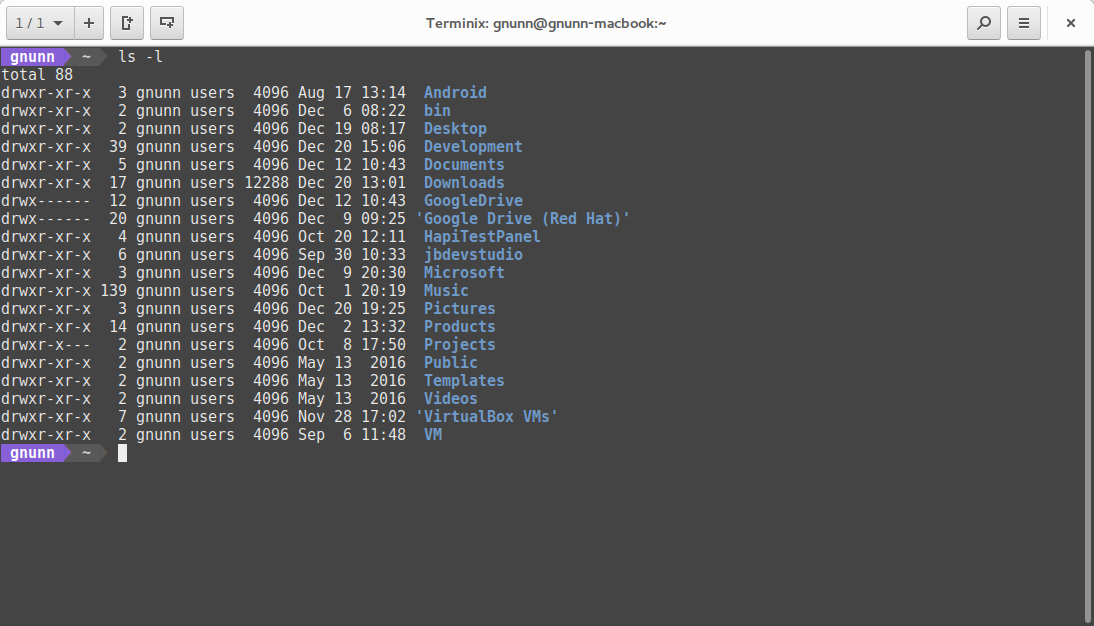 1 / 1
Terminix: gnunn@gnunn-macbook:~
gnunn ~ ls -l
total 88
drwxr-xr-x   3 gnunn users  4096 Aug 17 13:14  Android
drwxr-xr-x   2 gnunn users  4096 Dec  6 08:22  bin
drwxr-xr-x   2 gnunn users  4096 Dec 19 08:17  Desktop
drwxr-xr-x  39 gnunn users  4096 Dec 20 15:06  Development
drwxr-xr-x   5 gnunn users  4096 Dec 12 10:43  Documents
drwxr-xr-x  17 gnunn users 12288 Dec 20 13:01  Downloads
drwx------  12 gnunn users  4096 Dec 12 10:43  GoogleDrive
drwx------  20 gnunn users  4096 Dec  9 09:25 'Google Drive (Red Hat)'
drwxr-xr-x   4 gnunn users  4096 Oct 20 12:11  HapiTestPanel
drwxr-xr-x   6 gnunn users  4096 Sep 30 10:33  jbdevstudio
drwxr-xr-x   3 gnunn users  4096 Dec  9 20:30  Microsoft
drwxr-xr-x 139 gnunn users  4096 Oct  1 20:19  Music
drwxr-xr-x   3 gnunn users  4096 Dec 20 19:25  Pictures
drwxr-xr-x  14 gnunn users  4096 Dec  2 13:32  Products
drwxr-x---   2 gnunn users  4096 Oct  8 17:50  Projects
drwxr-xr-x   2 gnunn users  4096 May 13  2016  Public
drwxr-xr-x   2 gnunn users  4096 May 13  2016  Templates
drwxr-xr-x   2 gnunn users  4096 May 13  2016  Videos
drwxr-xr-x   7 gnunn users  4096 Nov 28 17:02 'VirtualBox VMs'
drwxr-xr-x   2 gnunn users  4096 Sep  6 11:48  VM
gnunn ~